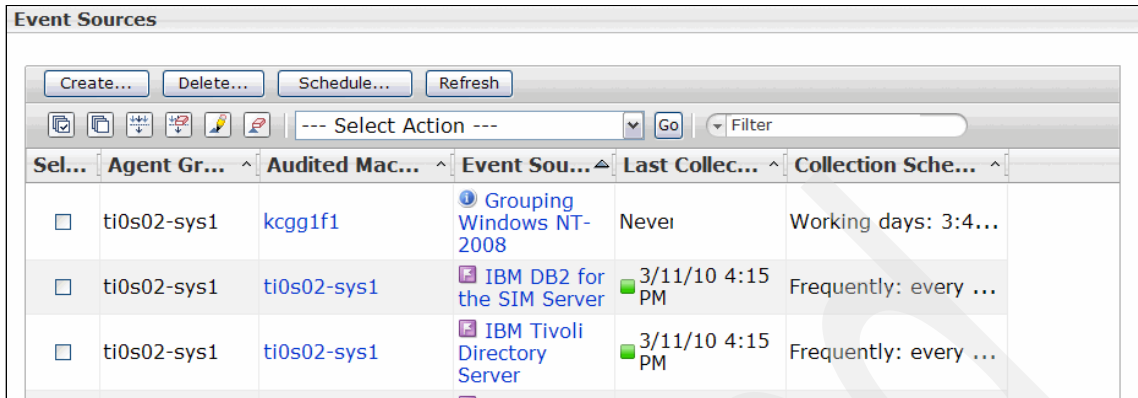 Event Sources
Create... Delete... Schedule... Refresh
--- Select Action --- Go Filter
Sel... Agent Gr... Audited Mac... Event Sou... Last Collec... Collection Sche...
ti0s02-sys1 kcgg1f1 Grouping Windows NT-2008 Never Working days: 3:4...
ti0s02-sys1 ti0s02-sys1 IBM DB2 for the SIM Server 3/11/10 4:15 PM Frequently: every ...
ti0s02-sys1 ti0s02-sys1 IBM Tivoli Directory Server 3/11/10 4:15 PM Frequently: every ...